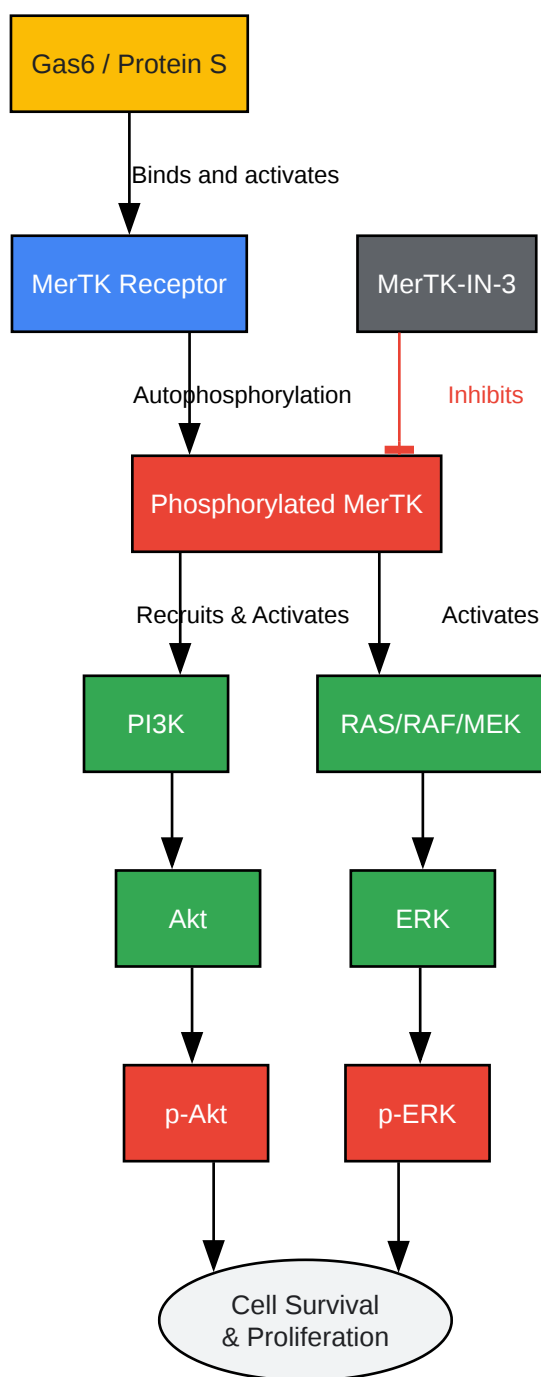 Gas6 / Protein S
Binds and activates
MerTK Receptor
MerTK-IN-3
Autophosphorylation
Inhibits
Phosphorylated MerTK
Recruits & Activates
Activates
PI3K
RAS/RAF/MEK
Akt
ERK
p-Akt
p-ERK
Cell Survival
& Proliferation